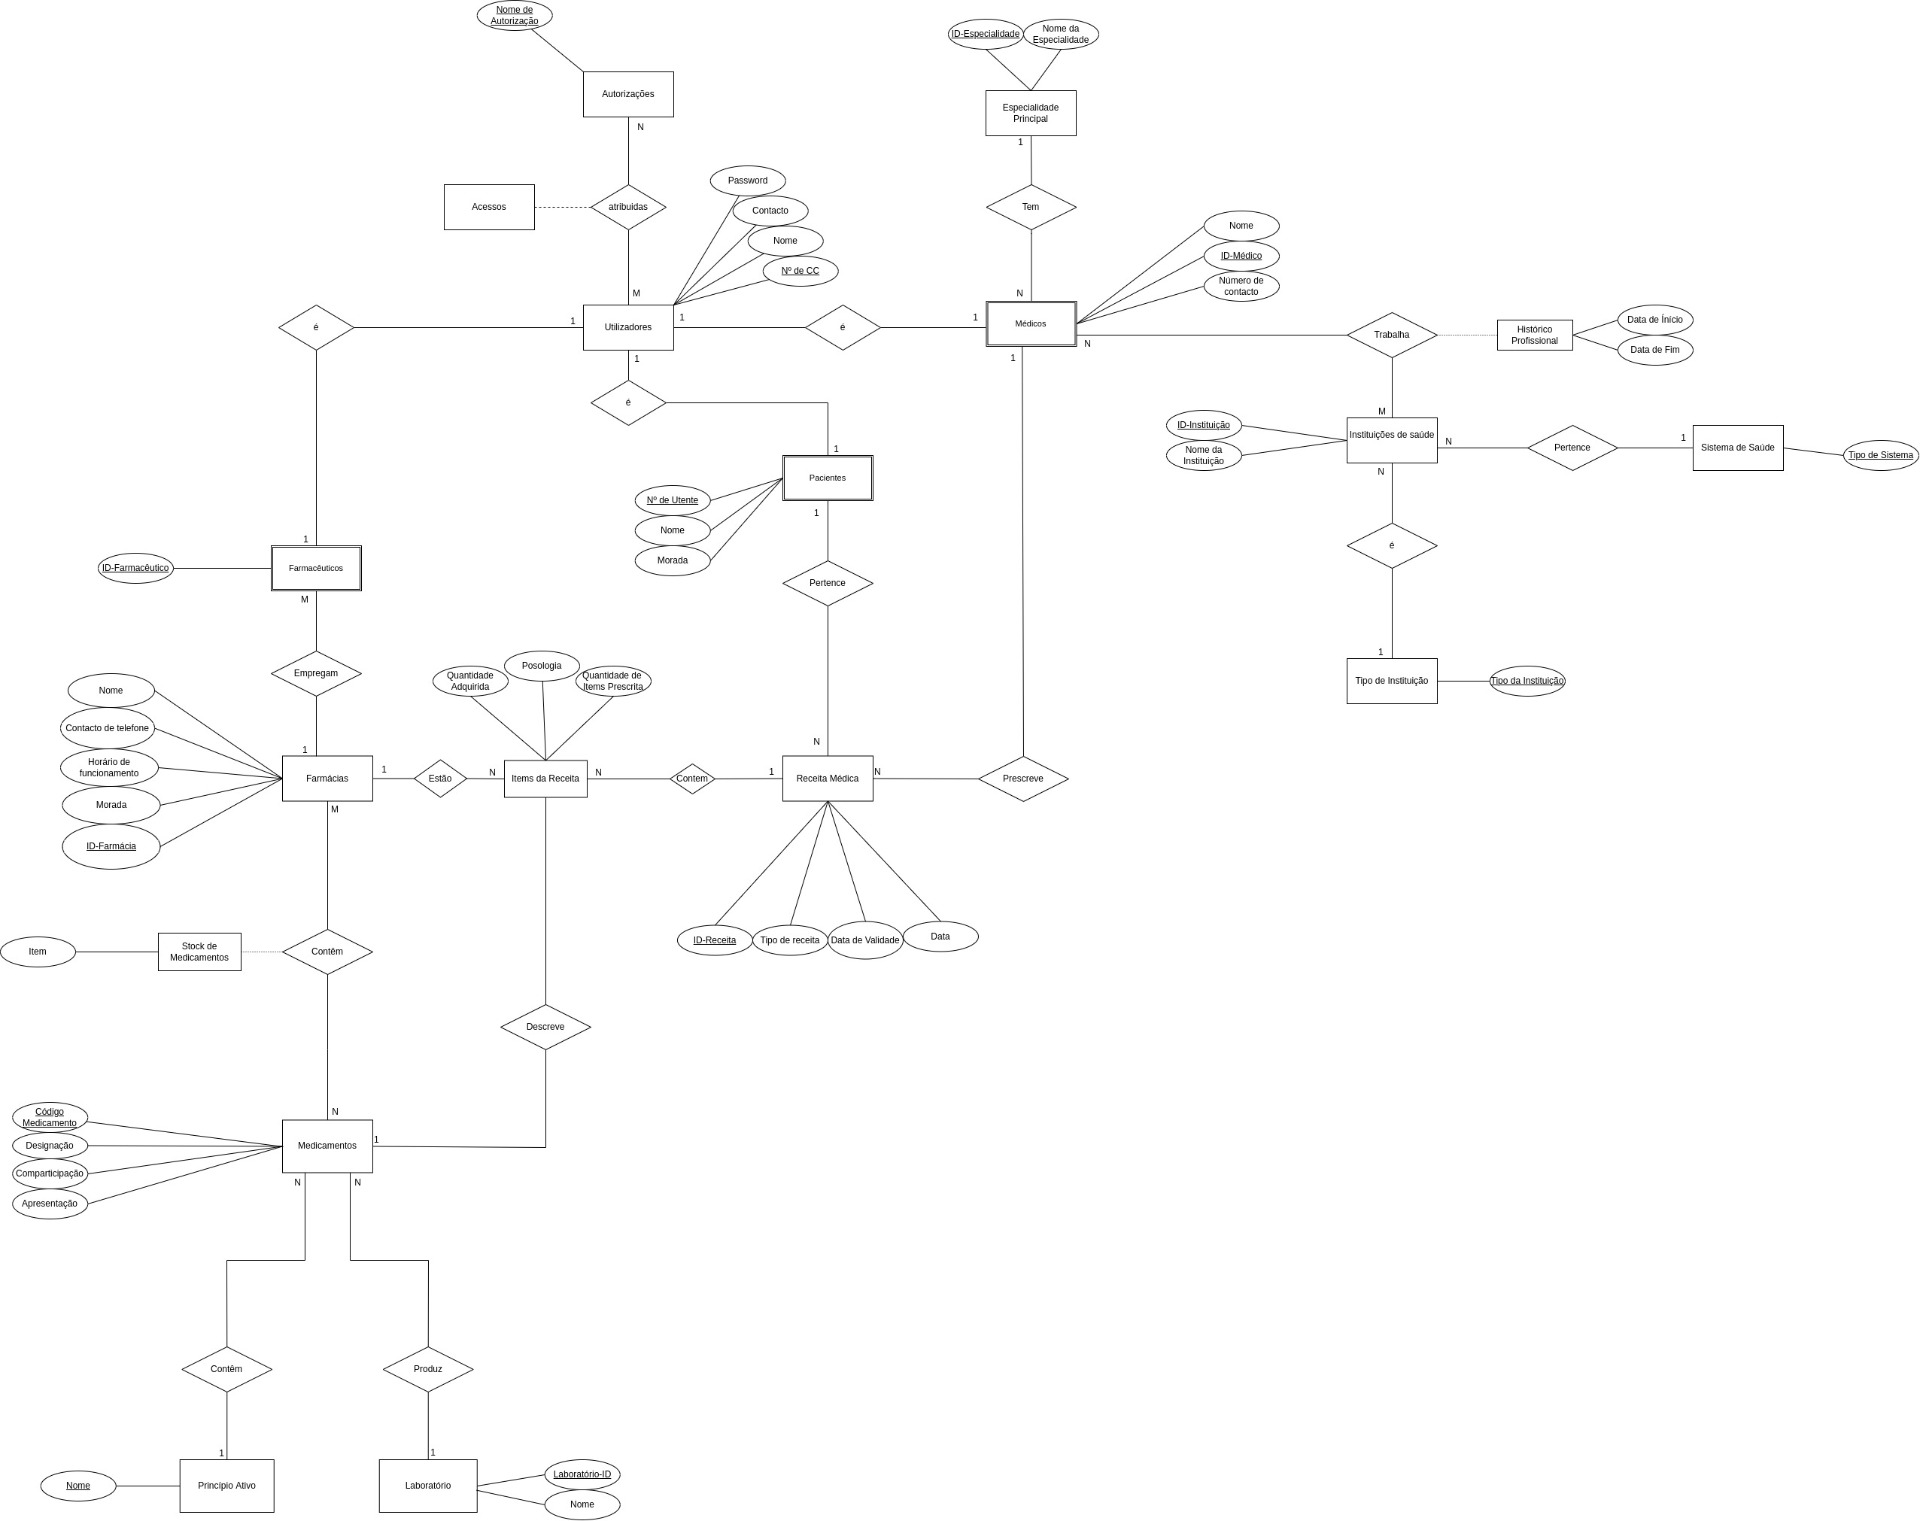 Nome de
Autorização
ID-Especialidade
Nome da
Especialidade
Autorizações
Especialidade
Principal
N
1
Password
Acessos
atribuidas
Contacto
Tem
Nome
Nome
Nº de CC
ID-Médico
Número de
contacto
M
N
é
1
Utilizadores
1
é
1
Médicos
N
Trabalha
Histórico
Profissional
Data de Ínício
Data de Fim
1
1
é
M
ID-Instituição
Nome da
Instituição
Instituições de saúde
N
Pertence
1
Sistema de Saúde
Tipo de Sistema
1
Pacientes
N
Nº de Utente
Nome
Morada
1
1
é
ID-Farmacêutico
Farmacêuticos
Pertence
M
1
Tipo de Instituição
Tipo da Instituição
Empregam
Quantidade
Adquirida
Posologia
Quantidade de
Items Prescrita
Nome
Contacto de telefone
Horário de
funcionamento
Morada
ID-Farmácia
1
N
Farmácias
1
Estão
N
Items da Receita
N
Contem
1
Receita Médica
N
Prescreve
M
Item
Stock de
Medicamentos
Contêm
ID-Receita
Tipo de receita
Data de Validade
Data
Descreve
Código
Medicamento
Designação
Comparticipação
Apresentação
N
Medicamentos
1
N
N
Contêm
Produz
1
1
Nome
Princípio Ativo
Laboratório
Laboratório-ID
Nome